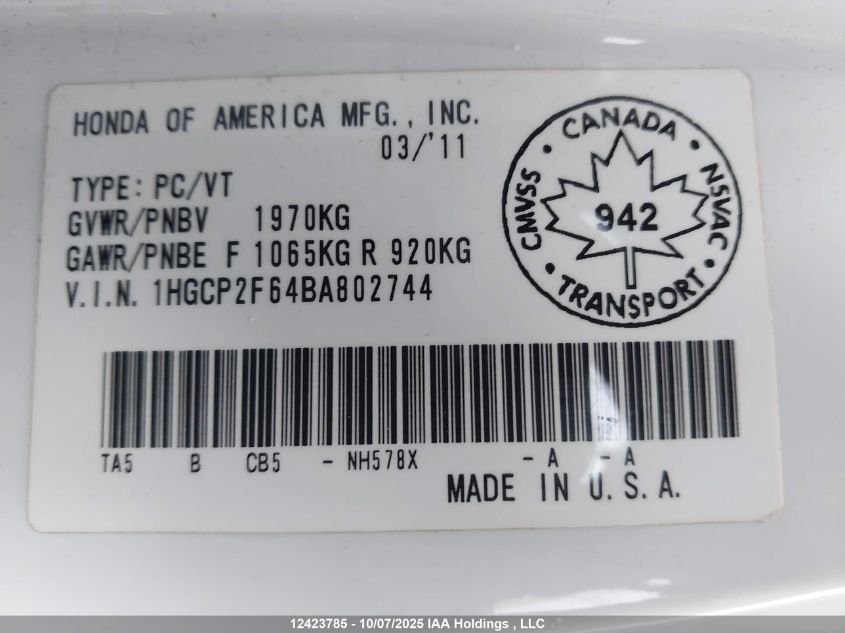 HONDA OF AMERICA MFG., INC.
03/'11
TYPE: PC/VT
GVWR/PNBV 1970KG
GAWR/PNBE F 1065KG R 920KG
V.I.N. 1HGCP2F64BA802744
CANADA
CMVSS
942
NSVAC
TRANSPORT
TA5 B CB5 - NH578X - A - A
MADE IN U.S.A.
12423785 - 10/07/2025 IAA Holdings , LLC